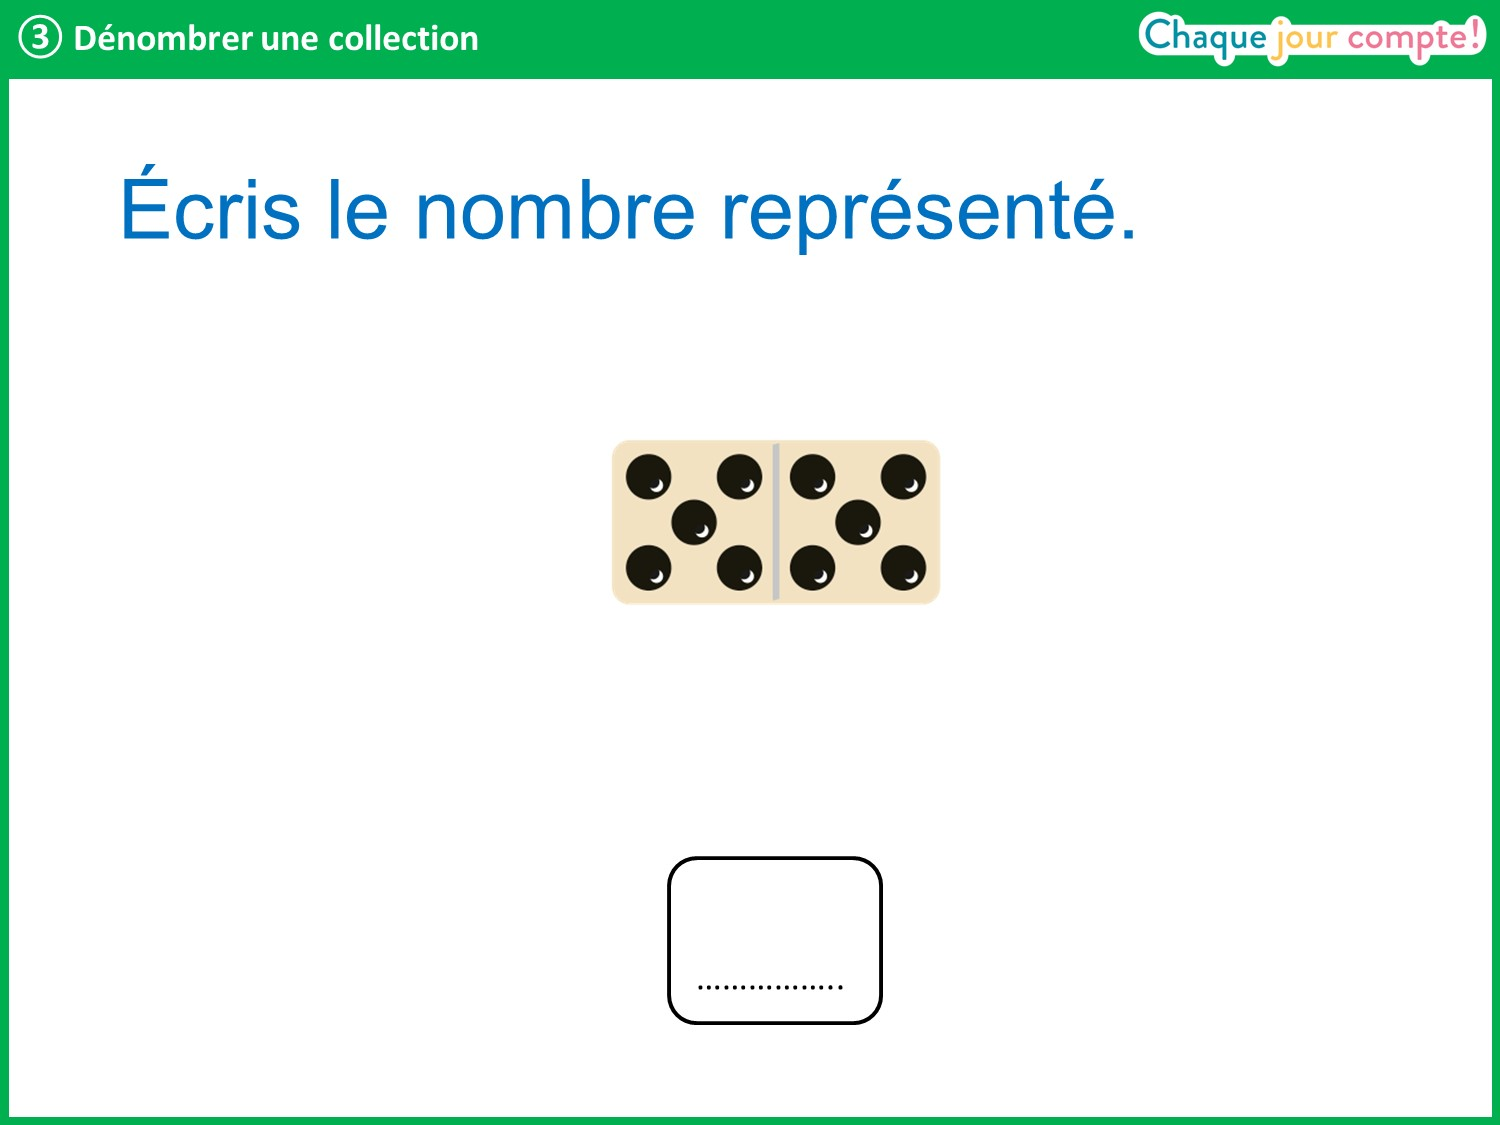 ③ Dénombrer une collection
Chaque jour compte!
Écris le nombre représenté.
……………..